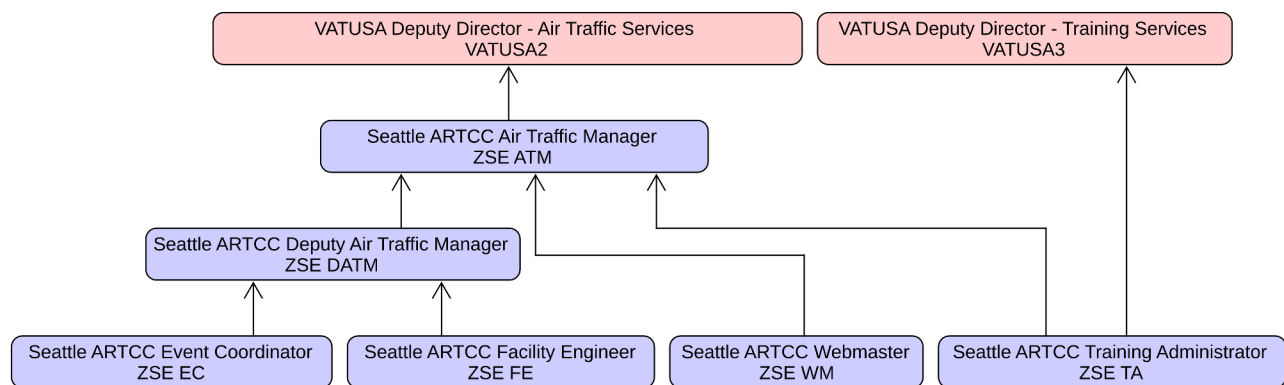 VATUSA Deputy Director - Air Traffic Services
VATUSA2
VATUSA Deputy Director - Training Services
VATUSA3
Seattle ARTCC Air Traffic Manager
ZSE ATM
Seattle ARTCC Deputy Air Traffic Manager
ZSE DATM
Seattle ARTCC Event Coordinator
ZSE EC
Seattle ARTCC Facility Engineer
ZSE FE
Seattle ARTCC Webmaster
ZSE WM
Seattle ARTCC Training Administrator
ZSE TA